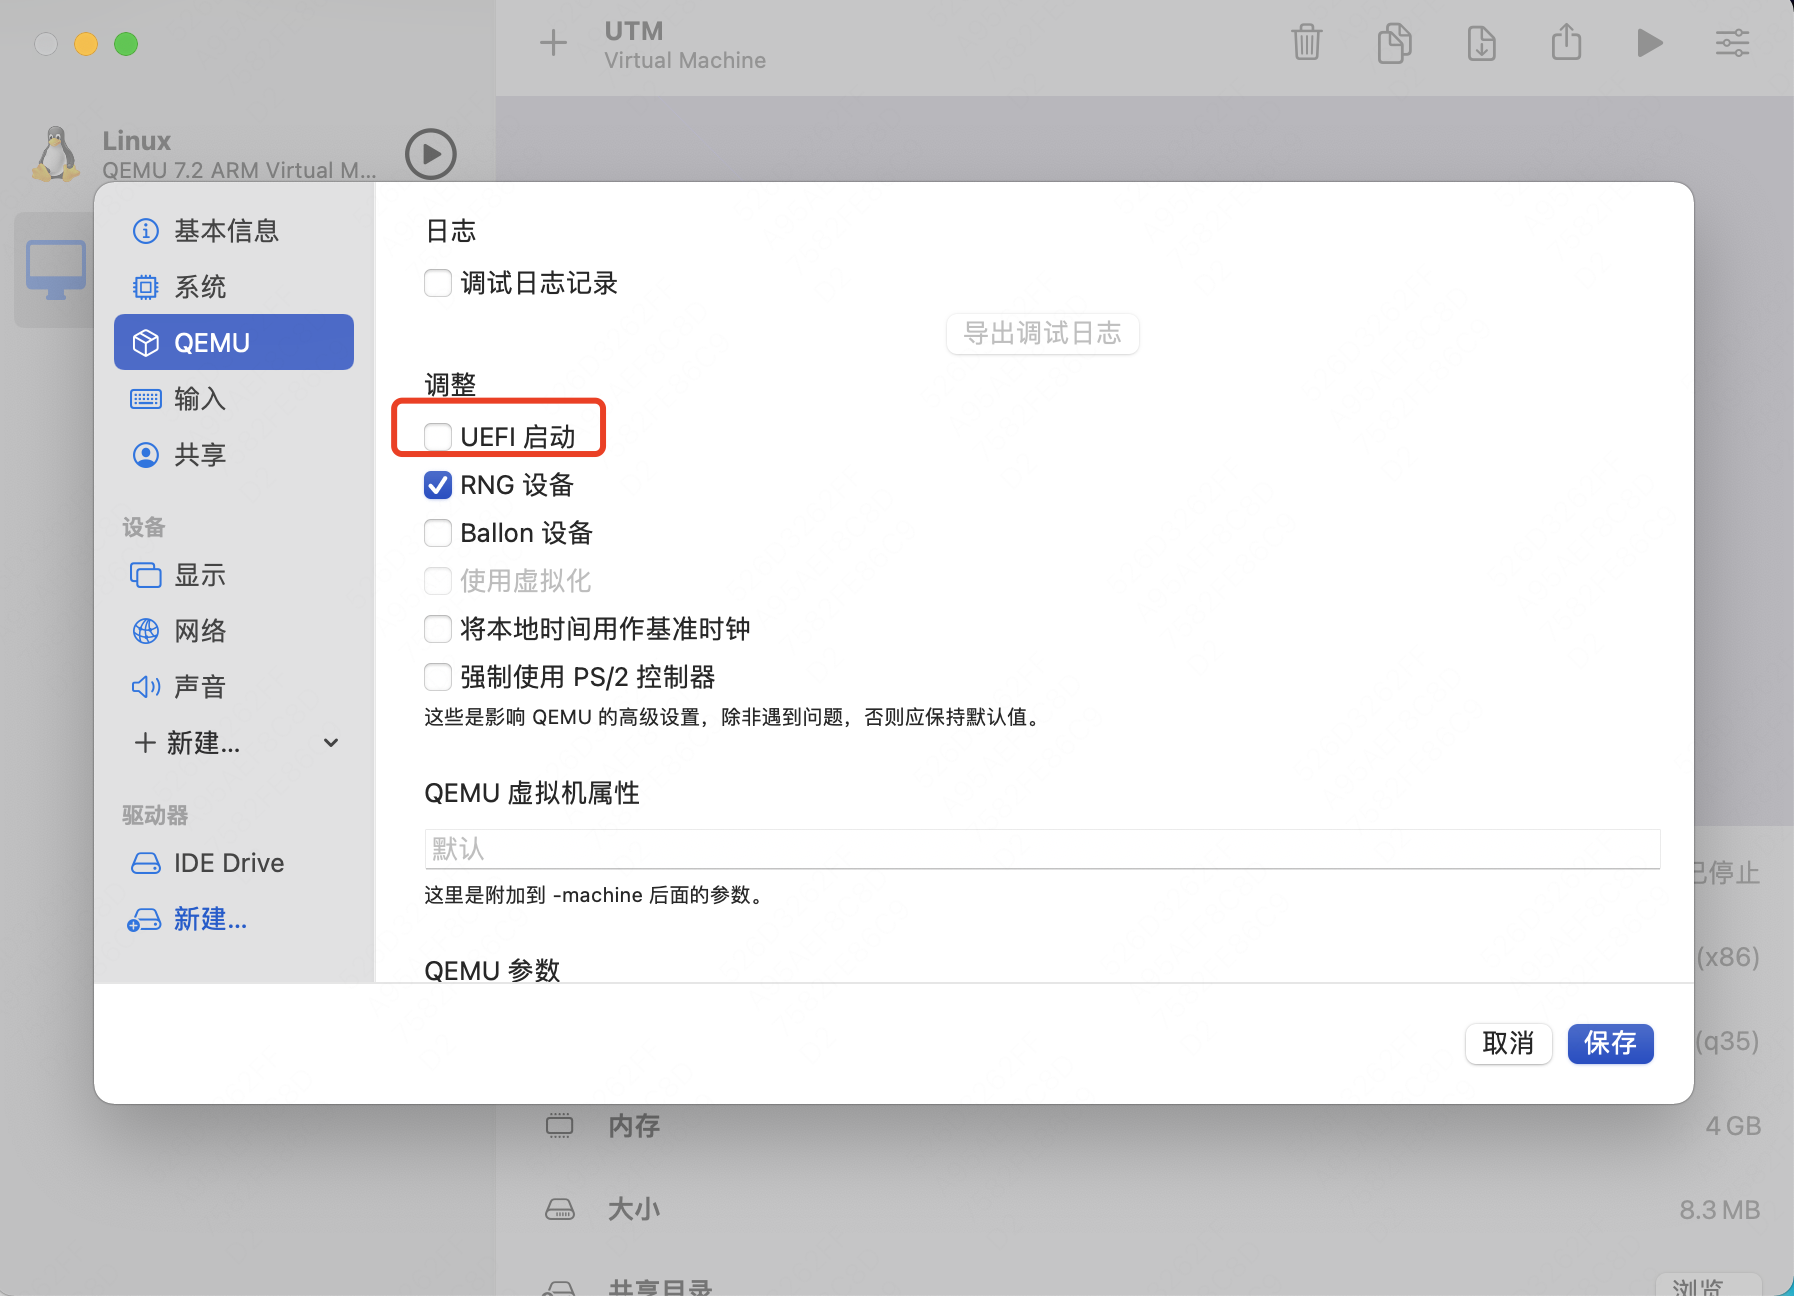 UTM
Virtual Machine
Linux
QEMU 7.2 ARM Virtual M...
基本信息
系统
QEMU
输入
共享
设备
显示
网络
声音
新建...
驱动器
IDE Drive
新建...
日志
调试日志记录
导出调试日志
调整
UEFI 启动
RNG 设备
Ballon 设备
使用虚拟化
将本地时间用作基准时钟
强制使用 PS/2 控制器
这些是影响 QEMU 的高级设置，除非遇到问题，否则应保持默认值。
QEMU 虚拟机属性
默认
这里是附加到 -machine 后面的参数。
QEMU 参数
取消
保存
已停止
(x86)
(q35)
内存
4 GB
大小
8.3 MB
共享目录
浏览